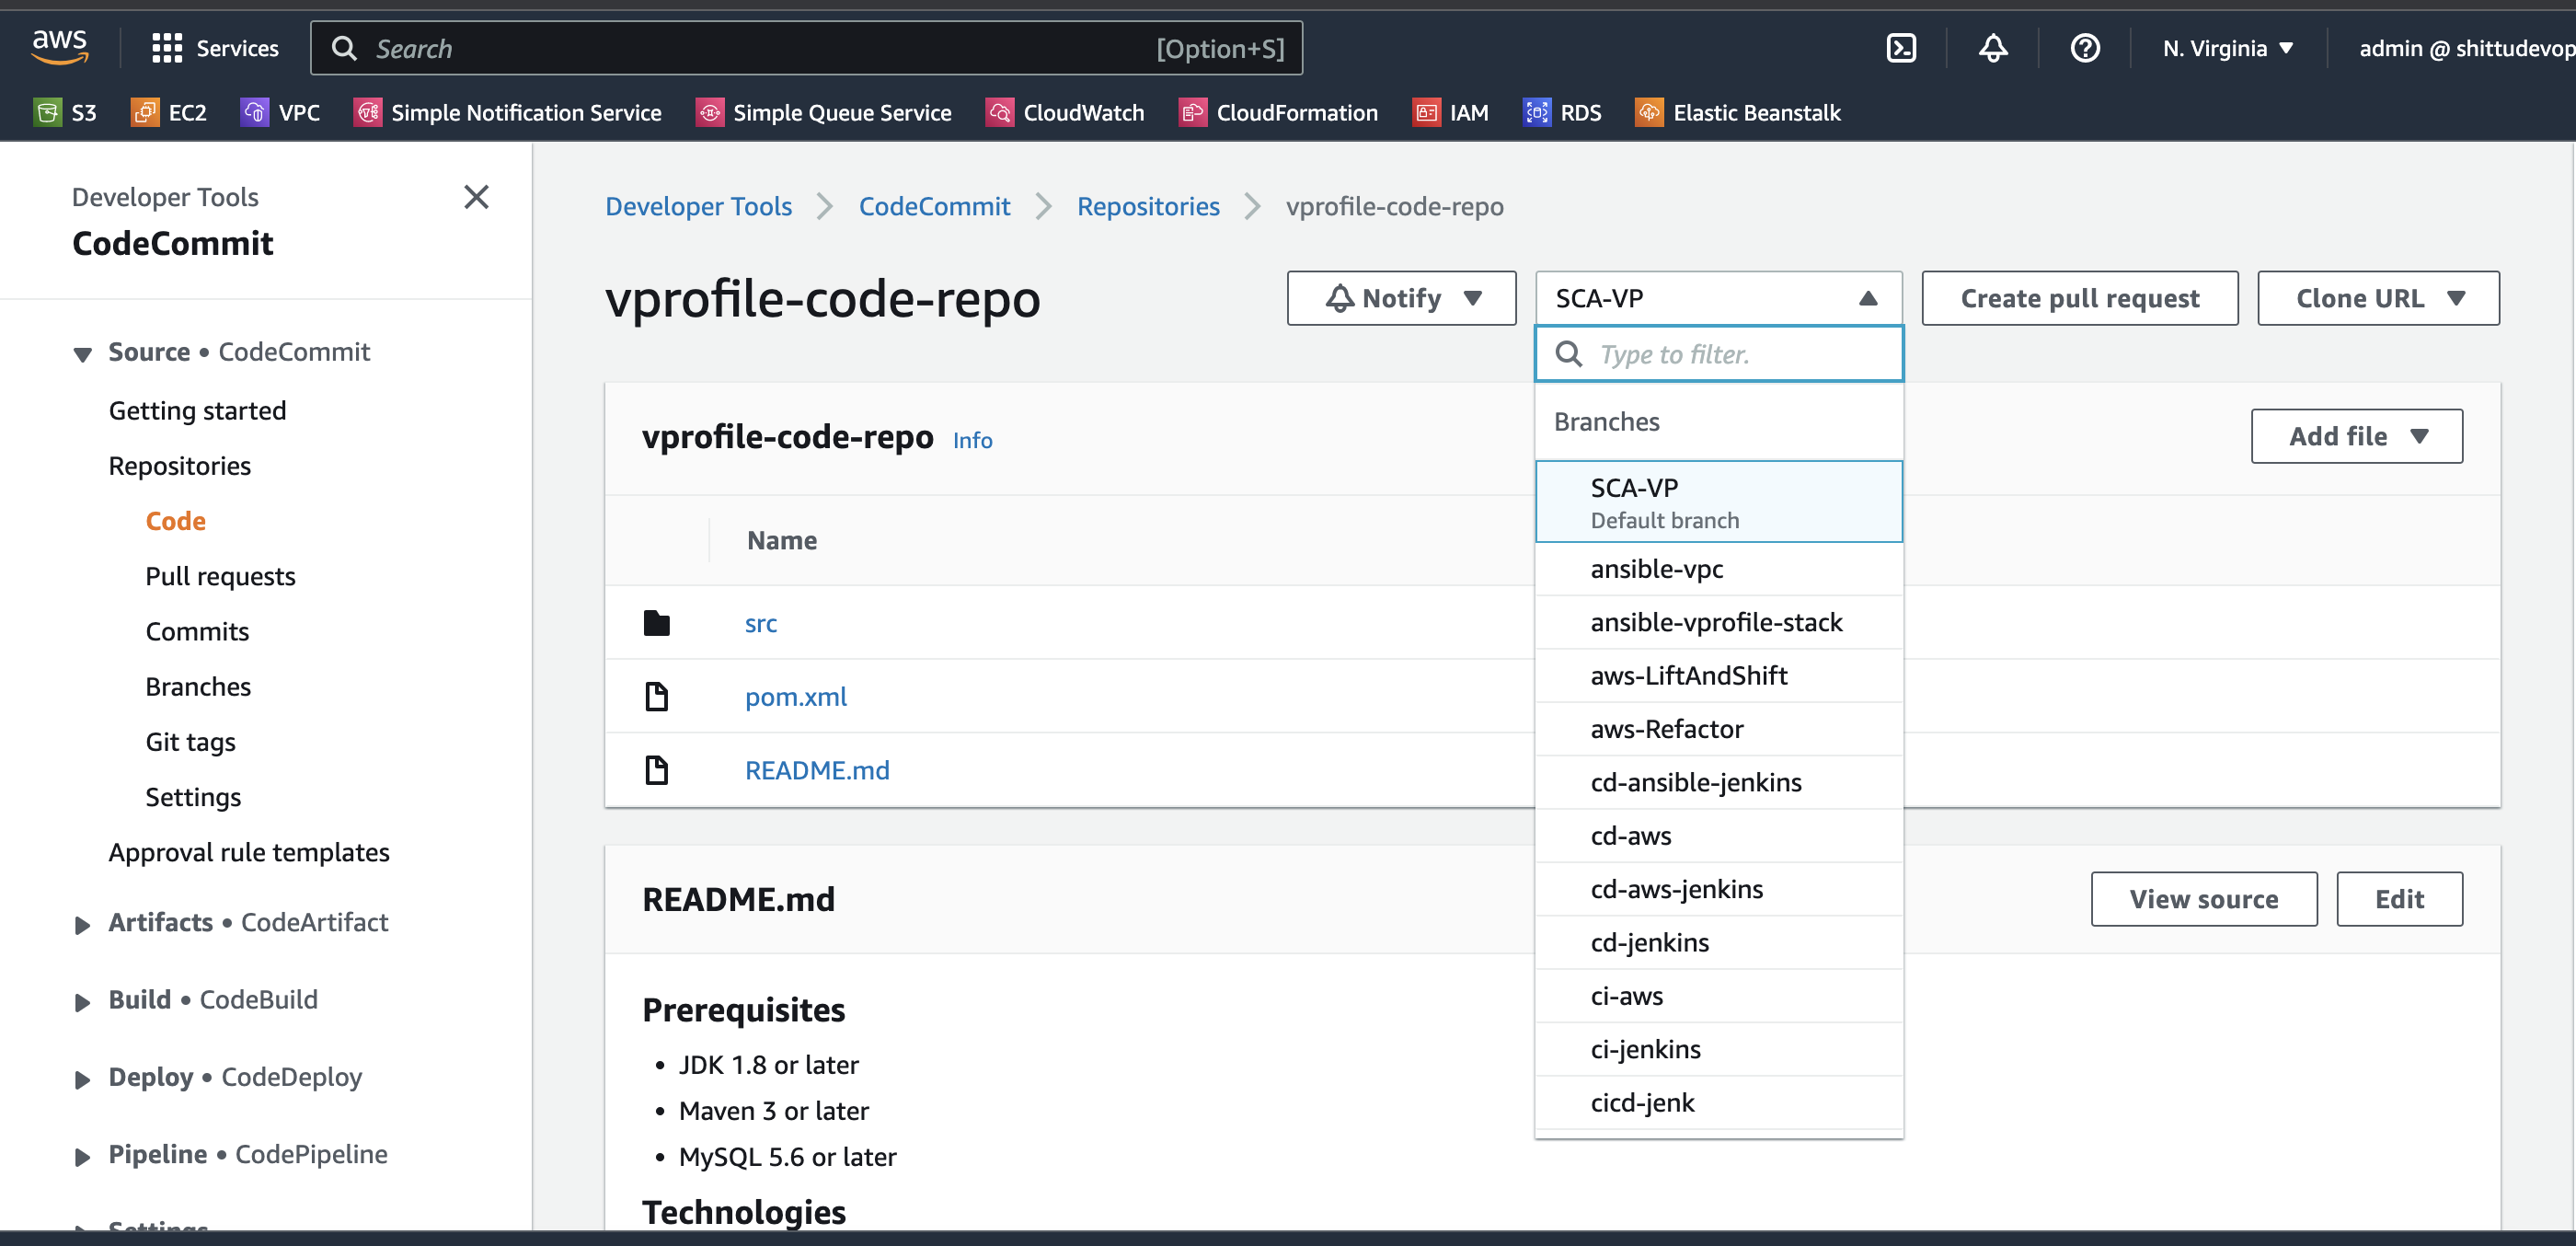 aws
Services
Search
[Option+S]
N. Virginia
admin @ shittudevop
S3
EC2
VPC
Simple Notification Service
Simple Queue Service
CloudWatch
CloudFormation
IAM
RDS
Elastic Beanstalk
Developer Tools
CodeCommit
Source • CodeCommit
Getting started
Repositories
Code
Pull requests
Commits
Branches
Git tags
Settings
Approval rule templates
Artifacts • CodeArtifact
Build • CodeBuild
Deploy • CodeDeploy
Pipeline • CodePipeline
Settings
Developer Tools
CodeCommit
Repositories
vprofile-code-repo
vprofile-code-repo
Notify
SCA-VP
Create pull request
Clone URL
Type to filter.
Branches
SCA-VP
Default branch
ansible-vpc
ansible-vprofile-stack
aws-LiftAndShift
aws-Refactor
cd-ansible-jenkins
cd-aws
cd-aws-jenkins
cd-jenkins
ci-aws
ci-jenkins
cicd-jenk
vprofile-code-repo Info
Add file
Name
src
pom.xml
README.md
README.md
View source
Edit
Prerequisites
• JDK 1.8 or later
• Maven 3 or later
• MySQL 5.6 or later
Technologies